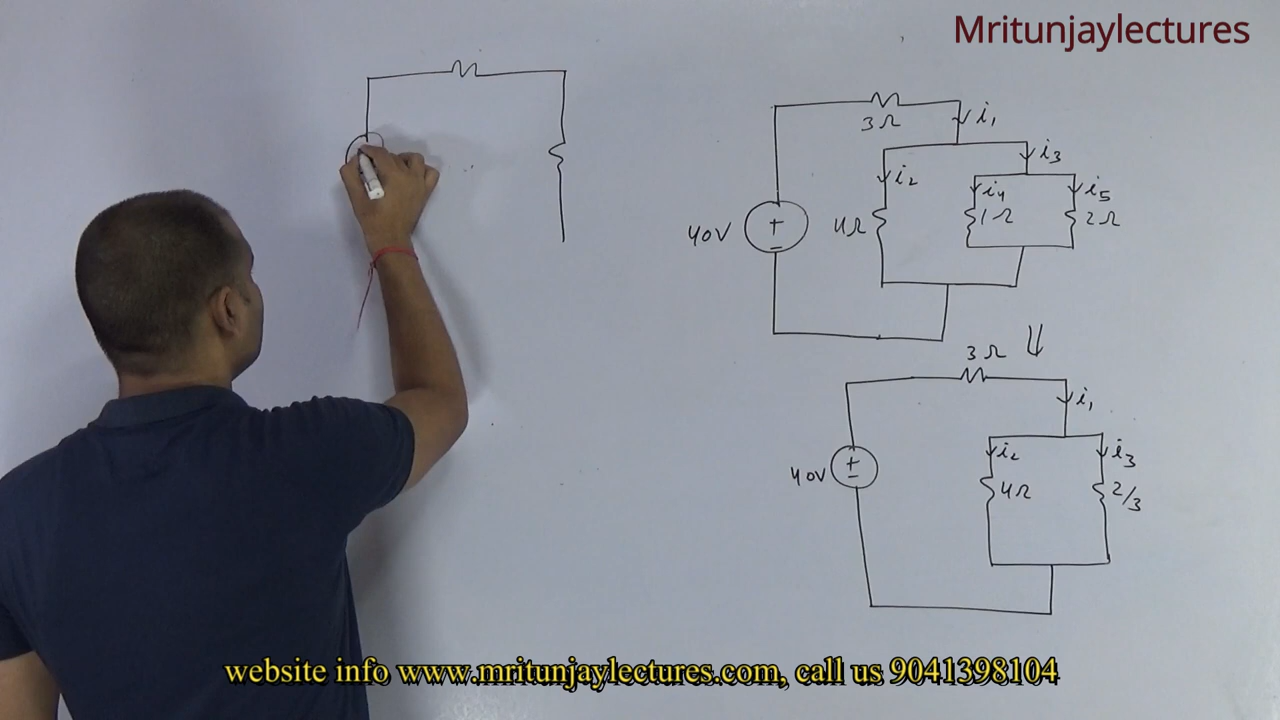 Mritunjaylectures
3Ω
i₁
i₂
i₃
i₄
i₅
40V
+
-
4Ω
1Ω
2Ω
3Ω
i₁
i₂
i₃
40V
+
-
4Ω
2/3
website info www.mritunjaylectures.com, call us 9041398104